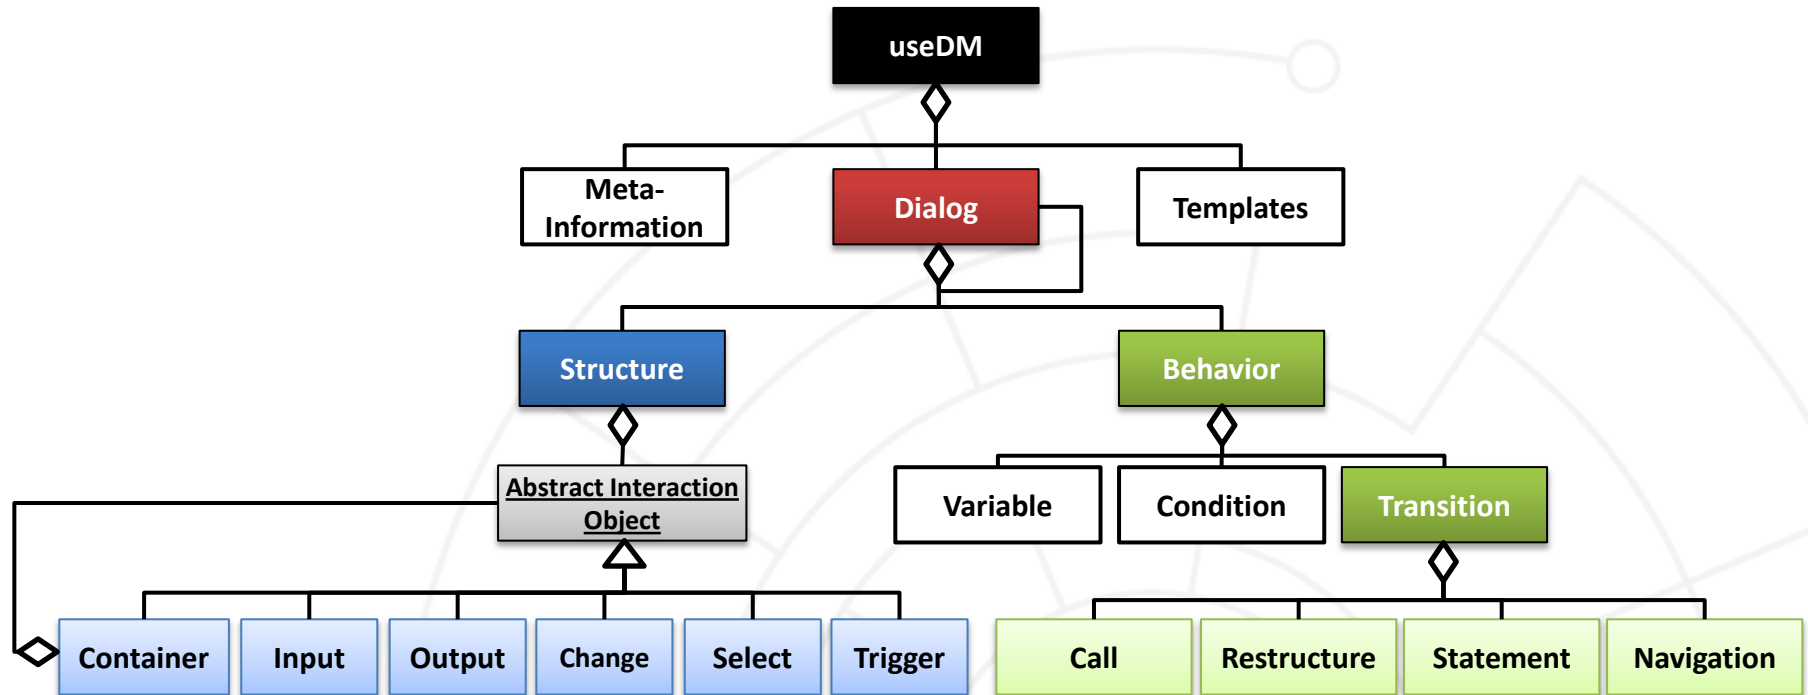 useDM
Meta-
Information
Dialog
Templates
Structure
Behavior
Abstract Interaction
Object
Variable
Condition
Transition
Container
Input
Output
Change
Select
Trigger
Call
Restructure
Statement
Navigation